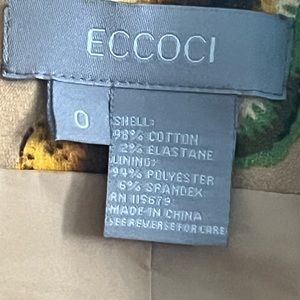 ECCOCI
0
SHELL:
98% COTTON
2% ELASTANE
LINING:
94% POLYESTER
6% SPANDEX
RN 115679
MADE IN CHINA
SEE REVERSE FOR CARE